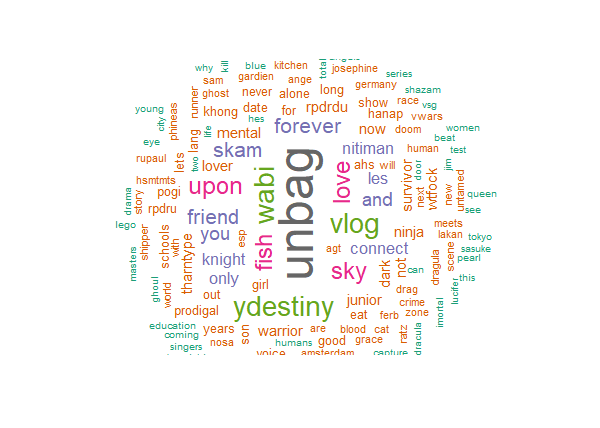 why kill blue kitchen angels total josephine
sam gardien ange germany series
ghost never alone long race shazam
young runner khong date for rpdrdu show hanap vwars vsg
city phineas lang life hes mental forever now doom women
eye lets two skam nitiman human beat test
rupaul lover ahs will survivor door jim
hsmtmts pogi upon wabi unbag love les wtfock next new untamed queen
drama story rpdru friend and see
lego shipper you fish vlog ninja meets lakan tokyo
masters schools with esp agt connect dragula scene sasuke pearl
ghoul world tharntype knight only girl sky dark not can lucifer this
out ydestiny junior drag crime imortal
prodigal eat ferb zone
education years son warrior are blood cat ratz dracula
coming nosa humans good grace
singers voice amsterdam capture